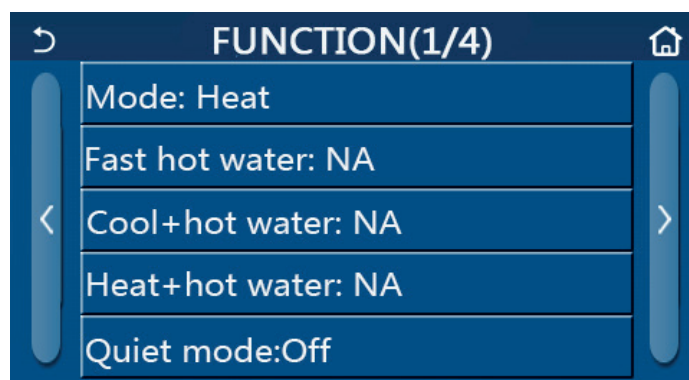 FUNCTION(1/4)
Mode: Heat
Fast hot water: NA
Cool+hot water: NA
Heat+hot water: NA
Quiet mode:Off